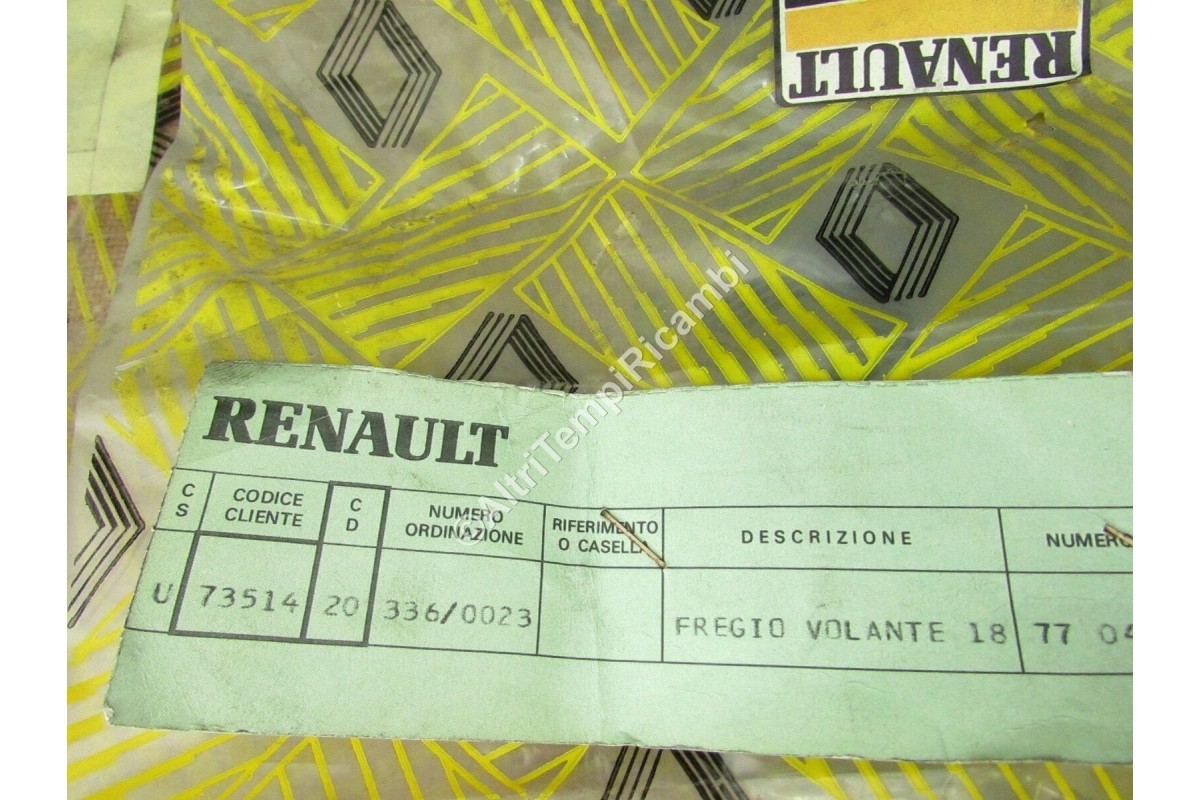 RENAULT
RENAULT
C S
CODICE CLIENTE
C D
NUMERO ORDINAZIONE
RIFERIMENTO O CASELLA
DESCRIZIONE
NUMERO
U 73514 20 336/0023 FREGIO VOLANTE 18 77 04
©AltriTempiRicambi